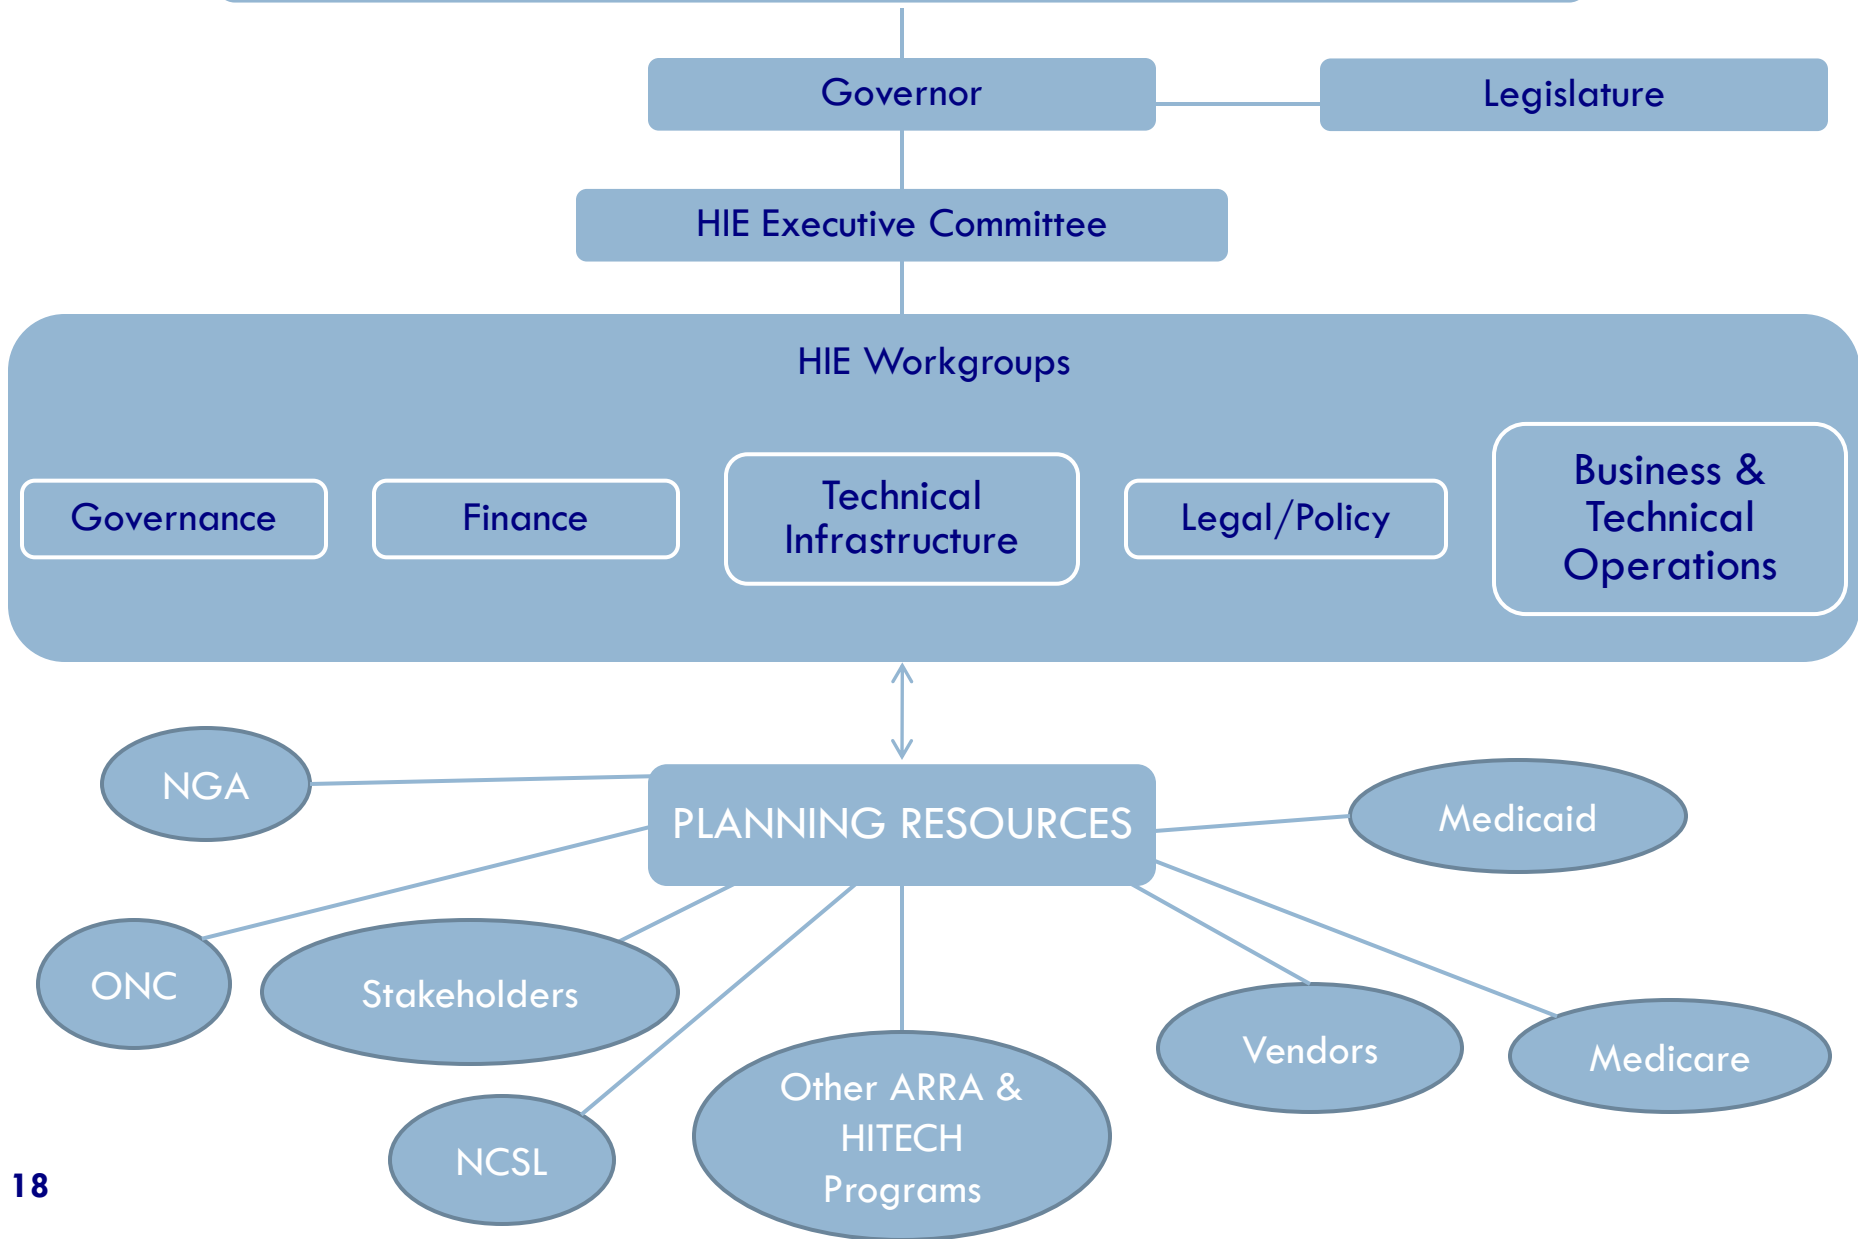 Governor
Legislature
HIE Executive Committee
HIE Workgroups
Governance
Finance
Technical
Infrastructure
Legal/Policy
Business &
Technical
Operations
NGA
PLANNING RESOURCES
Medicaid
ONC
Stakeholders
NCSL
Other ARRA &
HITECH
Programs
Vendors
Medicare
18